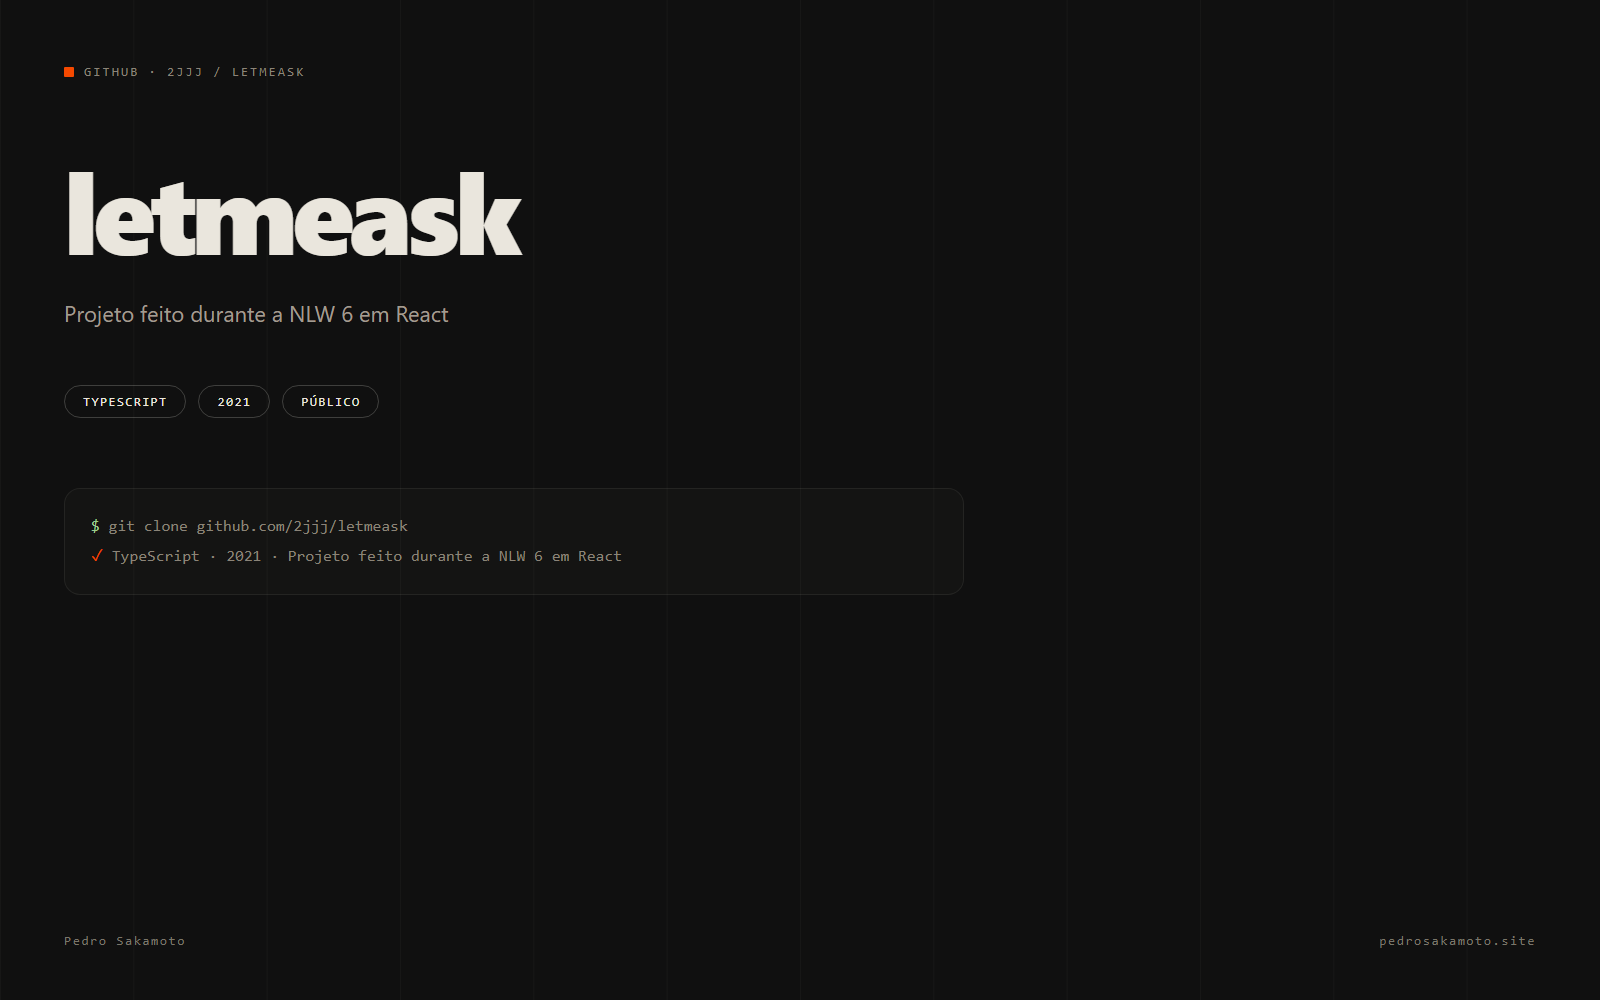 GITHUB · 2JJJ / LETMEASK
letmeask
Projeto feito durante a NLW 6 em React
TYPESCRIPT
2021
PÚBLICO
$ git clone github.com/2jjj/letmeask
✓ TypeScript · 2021 · Projeto feito durante a NLW 6 em React
Pedro Sakamoto
pedrosakamoto.site